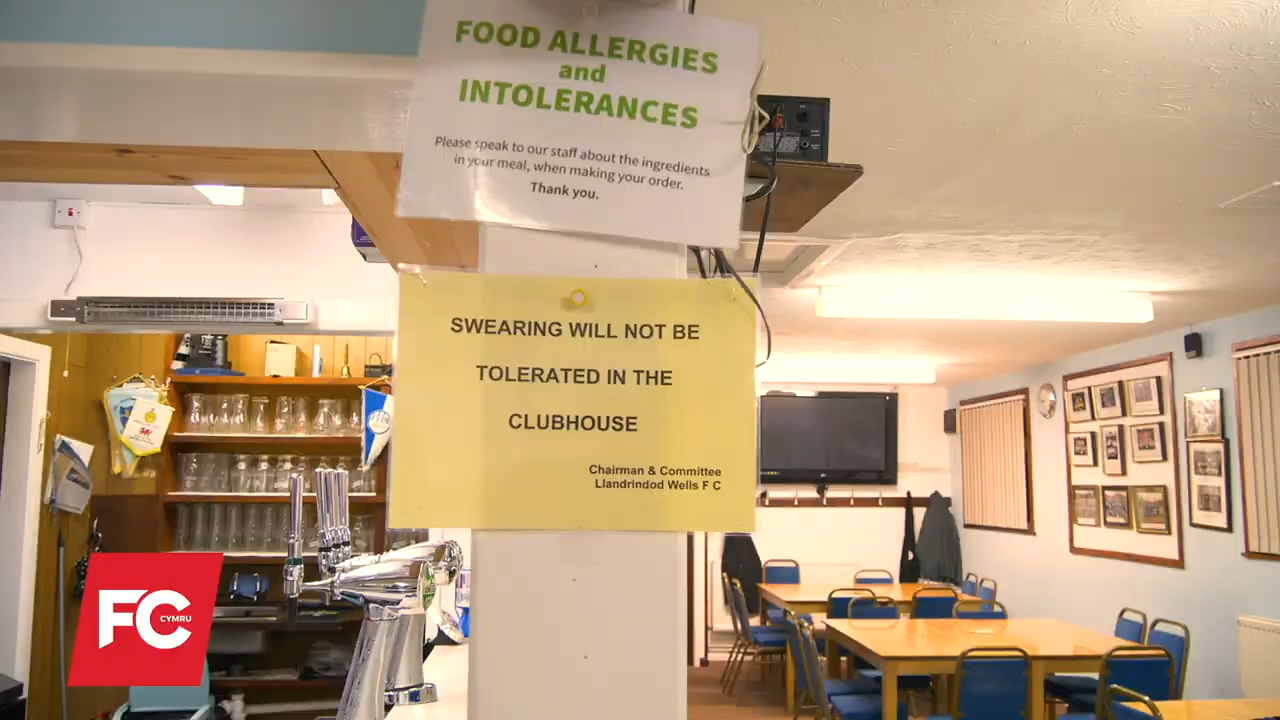 FOOD ALLERGIES
and
INTOLERANCES
Please speak to our staff about the ingredients
in your meal, when making your order.
Thank you.
SWEARING WILL NOT BE
TOLERATED IN THE
CLUBHOUSE
Chairman & Committee
Llandrindod Wells F C
FC CYMRU